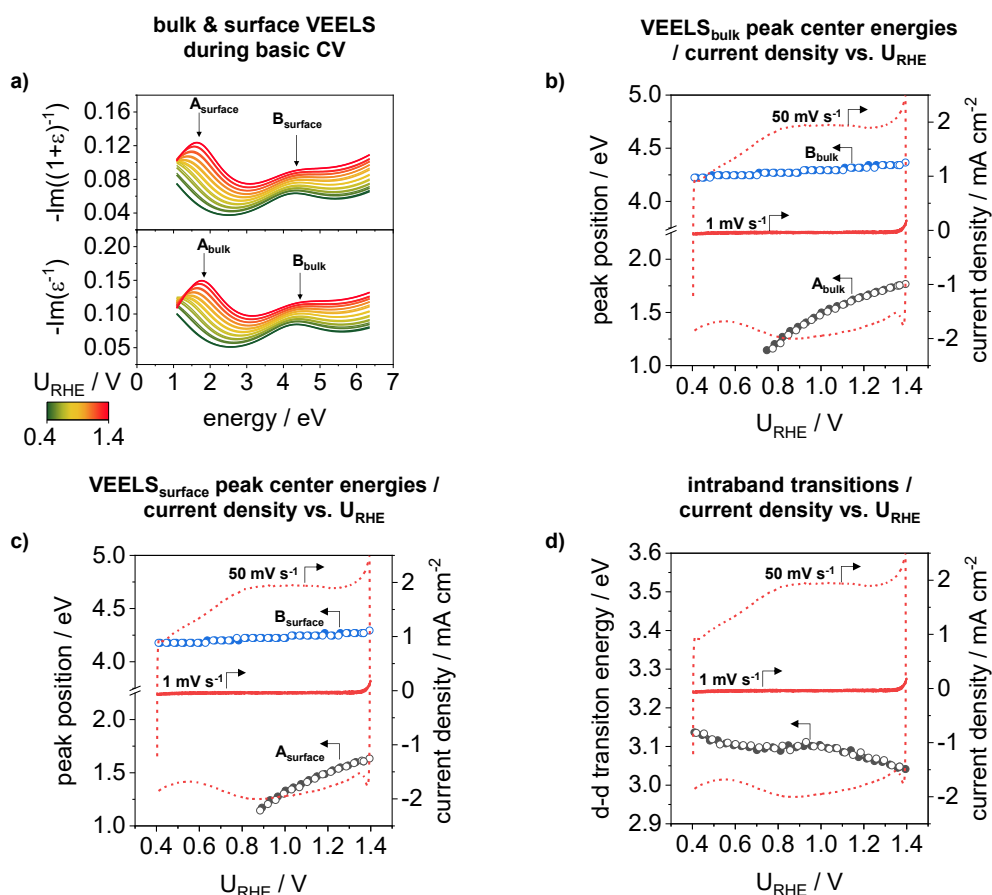 bulk & surface VEELS
during basic CV
a)
A_surface
B_surface
-Im((1+ε)⁻¹)
0.16
0.12
0.08
0.04
A_bulk
B_bulk
-Im(ε⁻¹)
0.20
0.15
0.10
0.05
0 1 2 3 4 5 6 7
energy / eV
U_RHE / V
0.4 1.4
VEELS_bulk peak center energies
/ current density vs. U_RHE
b)
50 mV s⁻¹
B_bulk
1 mV s⁻¹
A_bulk
peak position / eV
5.0
4.5
4.0
2.0
1.5
1.0
current density / mA cm⁻²
2
1
0
-1
-2
0.4 0.6 0.8 1.0 1.2 1.4
U_RHE / V
VEELS_surface peak center energies /
current density vs. U_RHE
c)
50 mV s⁻¹
B_surface
1 mV s⁻¹
A_surface
peak position / eV
5.0
4.5
4.0
2.0
1.5
1.0
current density / mA cm⁻²
2
1
0
-1
-2
0.4 0.6 0.8 1.0 1.2 1.4
U_RHE / V
intraband transitions /
current density vs. U_RHE
d)
50 mV s⁻¹
1 mV s⁻¹
d-d transiton energy / eV
3.6
3.5
3.4
3.3
3.2
3.1
3.0
2.9
current density / mA cm⁻²
2
1
0
-1
-2
0.4 0.6 0.8 1.0 1.2 1.4
U_RHE / V